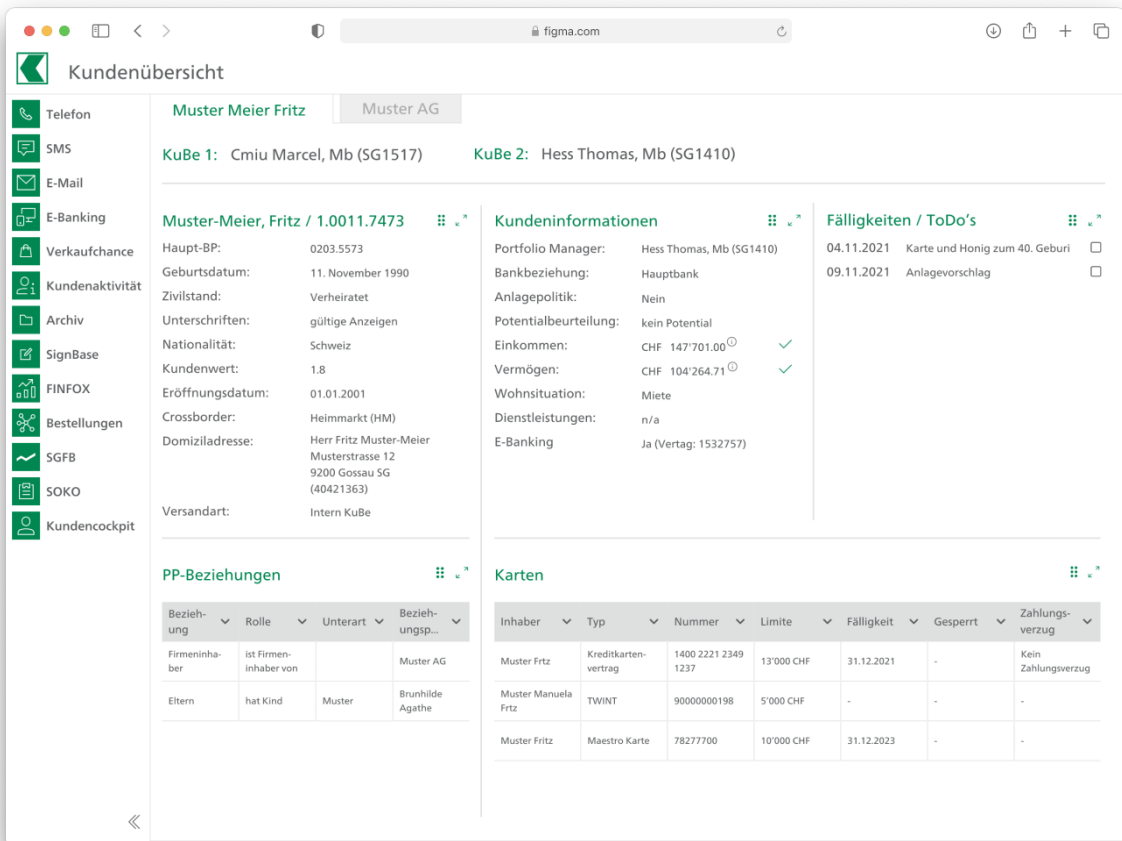 figma.com
Kundenübersicht
Telefon
SMS
E-Mail
E-Banking
Verkaufchance
Kundenaktivität
Archiv
SignBase
FINFOX
Bestellungen
SGFB
SOKO
Kundencockpit
Muster Meier Fritz
Muster AG
KuBe 1: Cmiu Marcel, Mb (SG1517)
KuBe 2: Hess Thomas, Mb (SG1410)
Muster-Meier, Fritz / 1.0011.7473
Haupt-BP: 0203.5573
Geburtsdatum: 11. November 1990
Zivilstand: Verheiratet
Unterschriften: gültige Anzeigen
Nationalität: Schweiz
Kundenwert: 1.8
Eröffnungsdatum: 01.01.2001
Crossborder: Heimmarkt (HM)
Domiziladresse: Herr Fritz Muster-Meier
Musterstrasse 12
9200 Gossau SG
(40421363)
Versandart: Intern KuBe
Kundeninformationen
Portfolio Manager: Hess Thomas, Mb (SG1410)
Bankbeziehung: Hauptbank
Anlagepolitik: Nein
Potentialbeurteilung: kein Potential
Einkommen: CHF 147'701.00
Vermögen: CHF 104'264.71
Wohnsituation: Miete
Dienstleistungen: n/a
E-Banking Ja (Vertag: 1532757)
Fälligkeiten / ToDo's
04.11.2021 Karte und Honig zum 40. Geburi
09.11.2021 Anlagevorschlag
PP-Beziehungen
Bezieh-
ung
Rolle
Unterart
Bezieh-
ungsp...
Firmeninha-
ber
ist Firmen-
inhaber von
Muster AG
Eltern
hat Kind
Muster
Brunhilde
Agathe
Karten
Inhaber
Typ
Nummer
Limite
Fälligkeit
Gesperrt
Zahlungs-
verzug
Muster Frtz
Kreditkarten-
vertrag
1400 2221 2349
1237
13'000 CHF
31.12.2021
-
Kein
Zahlungsverzug
Muster Manuela
Frtz
TWINT
90000000198
5'000 CHF
-
-
-
Muster Fritz
Maestro Karte
78277700
10'000 CHF
31.12.2023
-
-